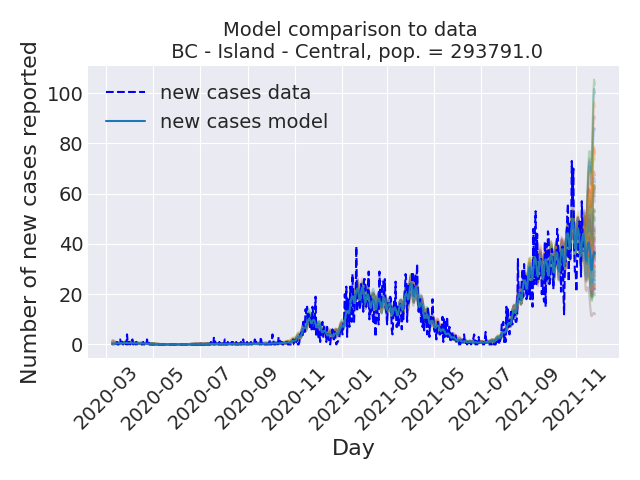 Model comparison to data
BC - Island - Central, pop. = 293791.0
Number of new cases reported
100
80
60
40
20
0
new cases data
new cases model
2020-03
2020-05
2020-07
2020-09
2020-11
2021-01
2021-03
2021-05
2021-07
2021-09
2021-11
Day